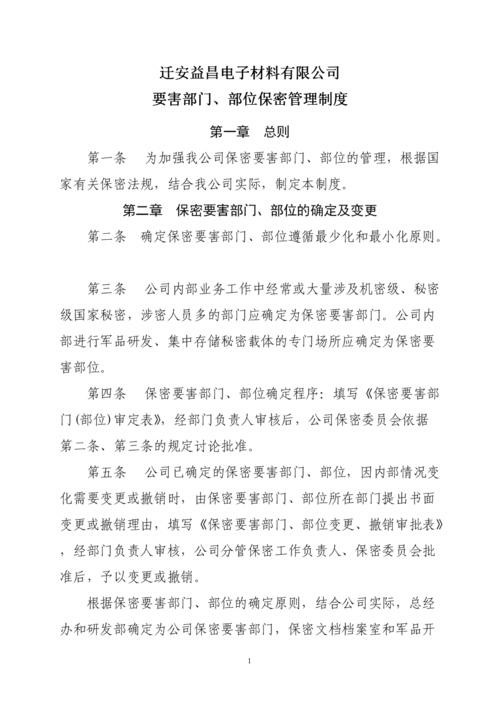 迁安益昌电子材料有限公司
要害部门、部位保密管理制度
第一章 总则
第一条 为加强我公司保密要害部门、部位的管理，根据国
家有关保密法规，结合我公司实际，制定本制度。
第二章 保密要害部门、部位的确定及变更
第二条 确定保密要害部门、部位遵循最少化和最小化原则。
第三条 公司内部业务工作中经常或大量涉及机密级、秘密
级国家秘密，涉密人员多的部门应确定为保密要害部门。公司内
部进行军品研发、集中存储秘密载体的专门场所应确定为保密要
害部位。
第四条 保密要害部门、部位确定程序：填写《保密要害部
门(部位)审定表》，经部门负责人审核后，公司保密委员会依据
第二条、第三条的规定讨论批准。
第五条 公司已确定的保密要害部门、部位，因内部情况变
化需要变更或撤销时，由保密要害部门、部位所在部门提出书面
变更或撤销理由，填写《保密要害部门、部位变更、撤销审批表》
，经部门负责人审核，公司分管保密工作负责人、保密委员会批
准后，予以变更或撤销。
根据保密要害部门、部位的确定原则，结合公司实际，总经
办和研发部确定为公司保密要害部门，保密文档档案室和军品开
1